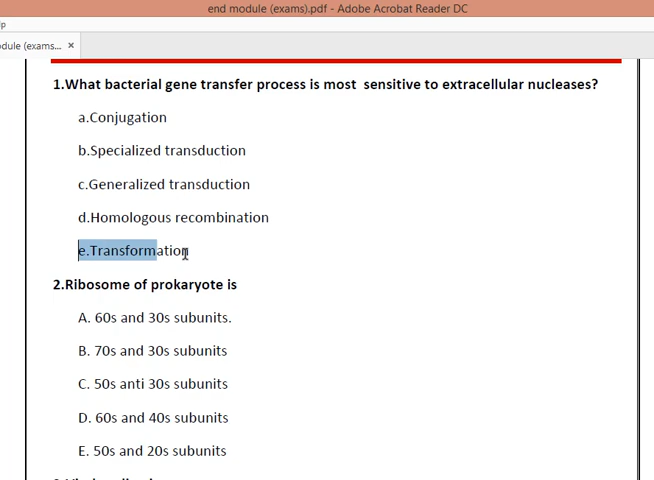 end module (exams).pdf - Adobe Acrobat Reader DC
lp
odule (exams... ×
1.What bacterial gene transfer process is most sensitive to extracellular nucleases?
a.Conjugation
b.Specialized transduction
c.Generalized transduction
d.Homologous recombination
e.Transformation
2.Ribosome of prokaryote is
A. 60s and 30s subunits.
B. 70s and 30s subunits
C. 50s anti 30s subunits
D. 60s and 40s subunits
E. 50s and 20s subunits